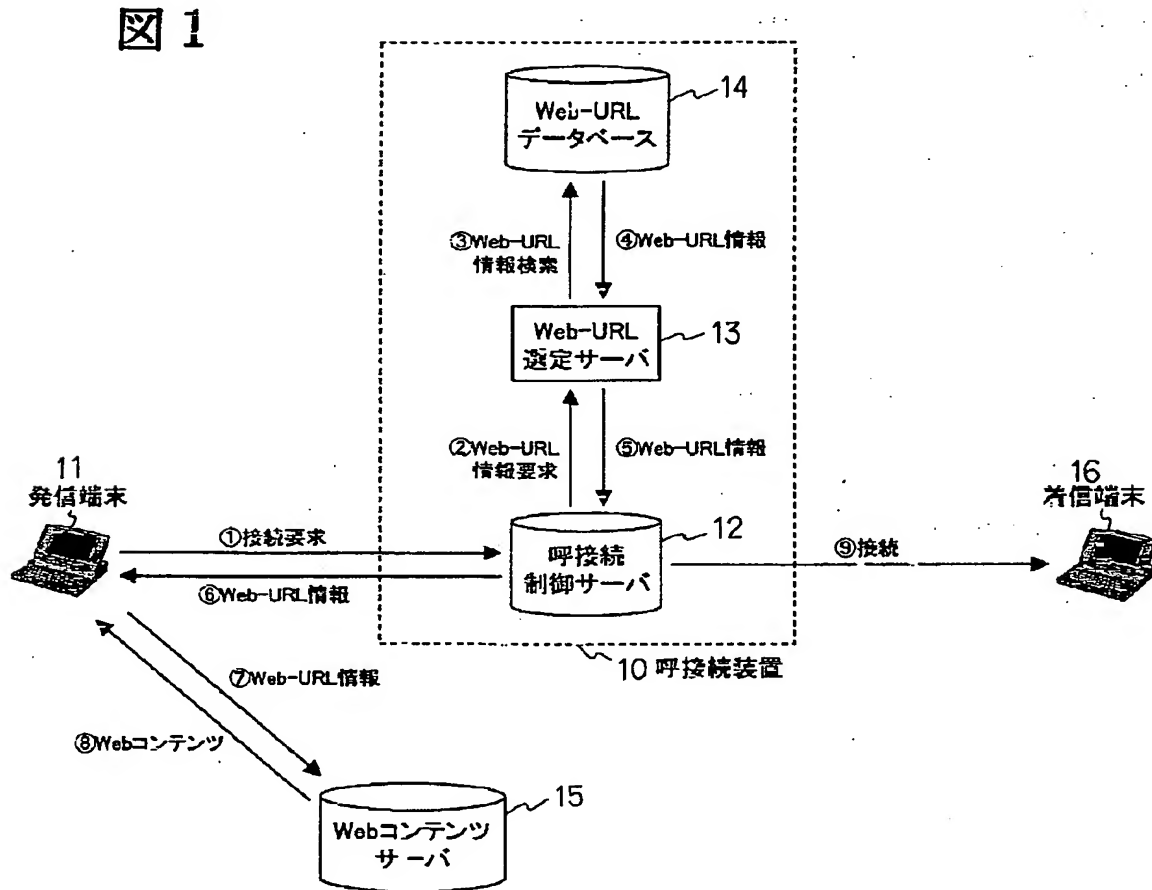 図1
14
Web-URL
データベース
③Web-URL
情報検索
④Web-URL情報
Web-URL
選定サーバ
13
②Web-URL
情報要求
⑤Web-URL情報
11
発信端末
①接続要求
⑥Web-URL情報
呼接続
制御サーバ
12
⑨接続
16
着信端末
10 呼接続装置
⑦Web-URL情報
⑧Webコンテンツ
15
Webコンテンツ
サーバ